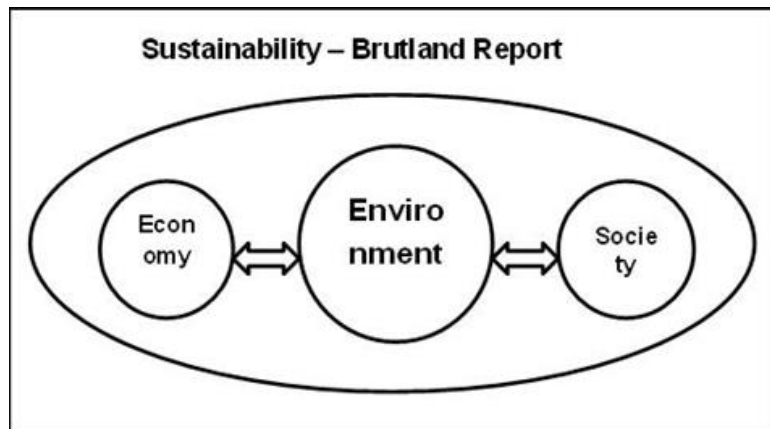 Sustainability – Brutland Report
Econ
omy
Enviro
nment
Socie
ty